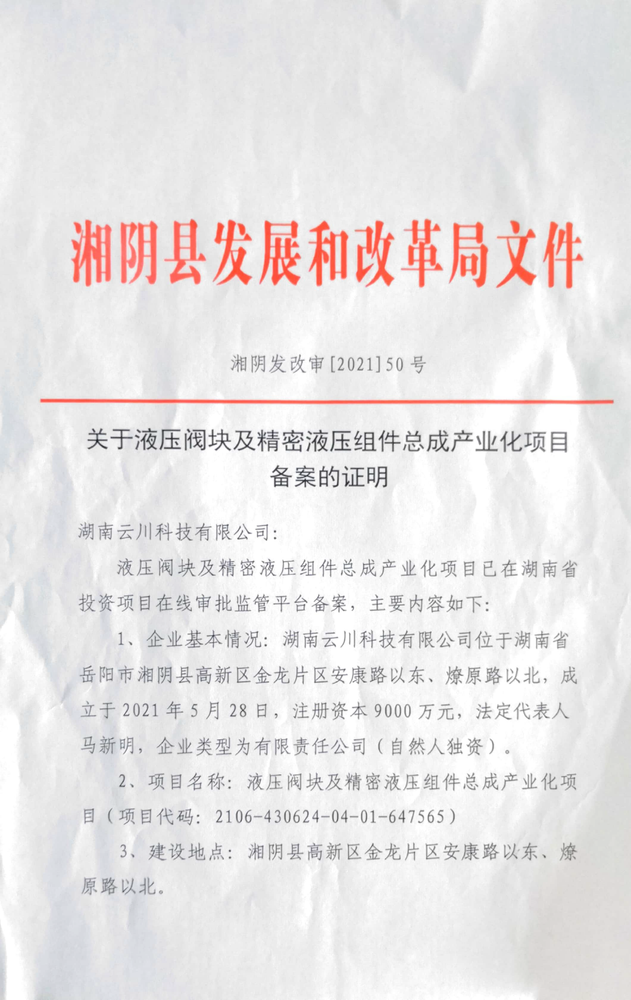 湘阴县发展和改革局文件
湘阴发改审[2021]50 号
关于液压阀块及精密液压组件总成产业化项目
备案的证明
湖南云川科技有限公司：
液压阀块及精密液压组件总成产业化项目已在湖南省
投资项目在线审批监管平台备案，主要内容如下：
1、企业基本情况：湖南云川科技有限公司位于湖南省
岳阳市湘阴县高新区金龙片区安康路以东、燎原路以北，成
立于 2021 年 5 月 28 日，注册资本 9000 万元，法定代表人
马新明，企业类型为有限责任公司（自然人独资）。
2、项目名称：液压阀块及精密液压组件总成产业化项
目（项目代码：2106-430624-04-01-647565）
3、建设地点：湘阴县高新区金龙片区安康路以东、燎
原路以北。